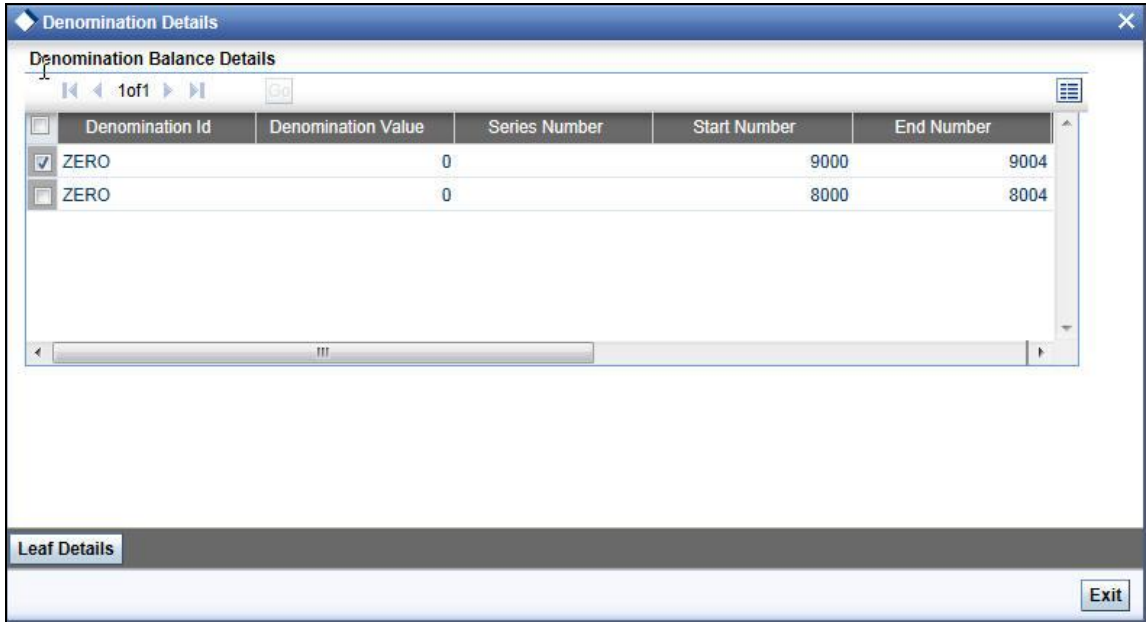 Denomination Details
Denomination Balance Details
1of1 Go
Denomination Id Denomination Value Series Number Start Number End Number
ZERO 0 9000 9004
ZERO 0 8000 8004
Leaf Details
Exit